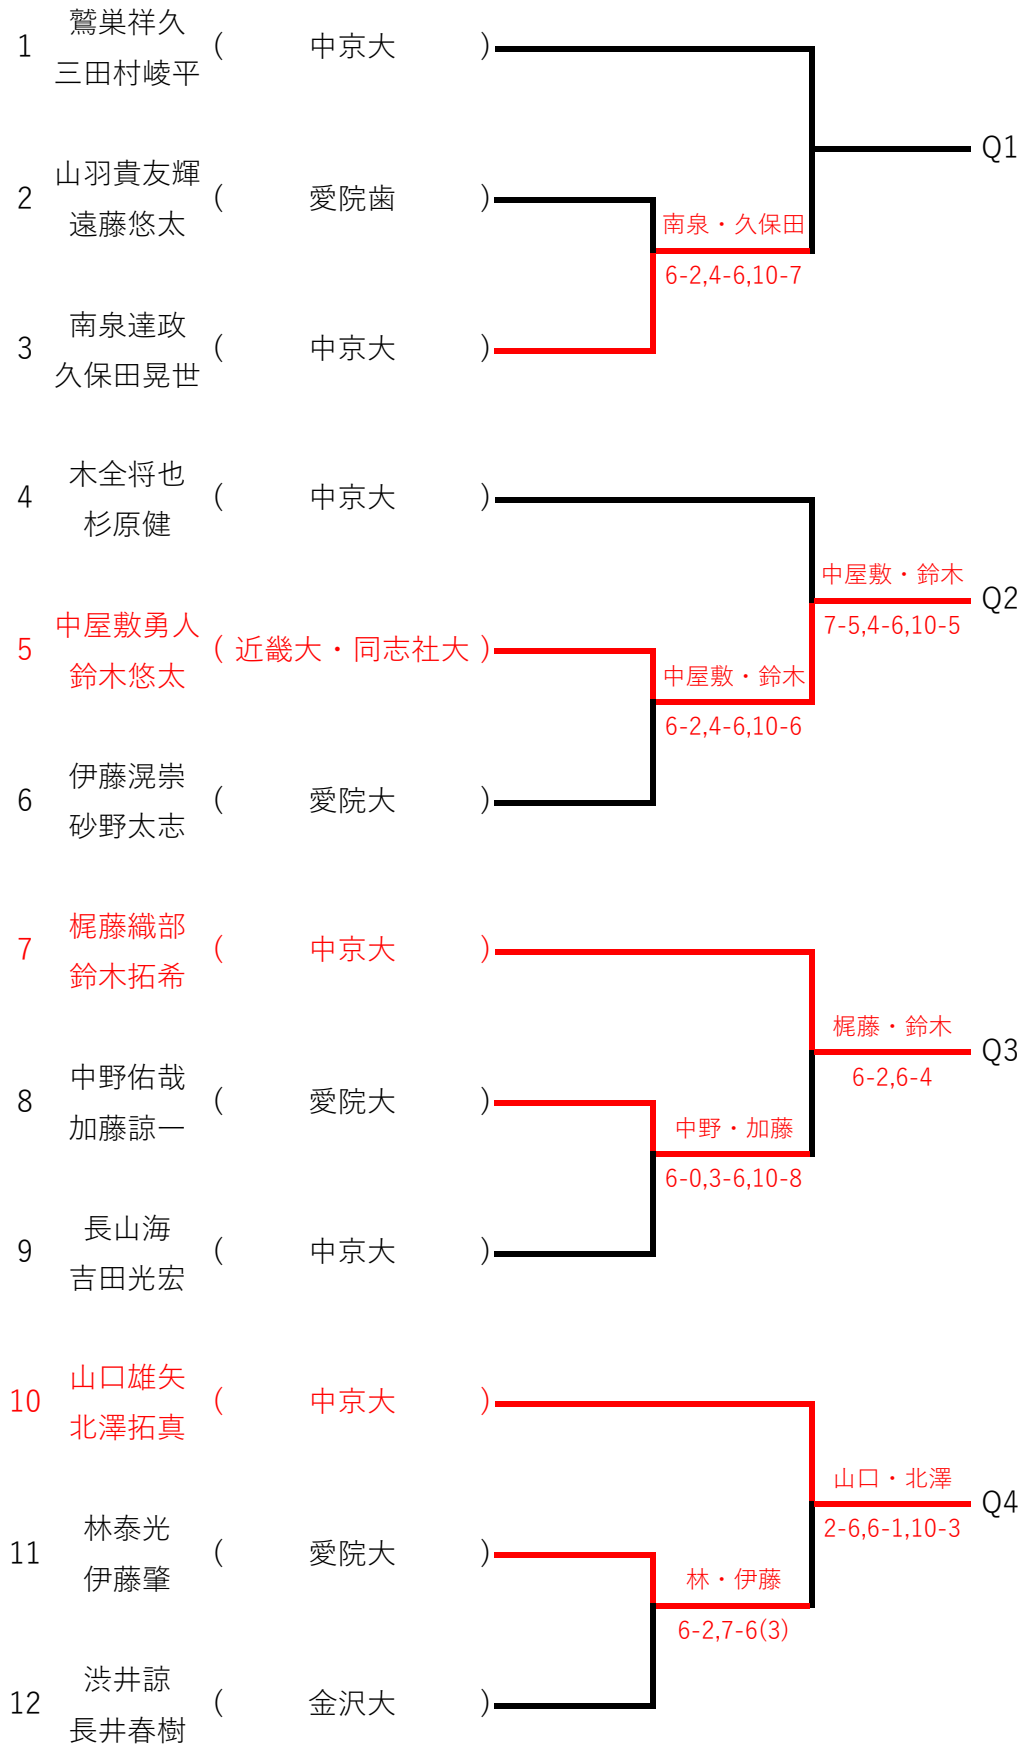 鷲巣祥久
1 ( 中京大 )
三田村崚平
Q1
山羽貴友輝
2 ( 愛院歯 )
遠藤悠太
南泉・久保田
6-2,4-6,10-7
南泉達政
3 ( 中京大 )
久保田晃世
木全将也
4 ( 中京大 )
杉原健
中屋敷・鈴木
Q2
7-5,4-6,10-5
中屋敷勇人
5 ( 近畿大・同志社大 )
鈴木悠太
中屋敷・鈴木
6-2,4-6,10-6
伊藤滉崇
6 ( 愛院大 )
砂野太志
梶藤織部
7 ( 中京大 )
鈴木拓希
梶藤・鈴木
Q3
6-2,6-4
中野佑哉
8 ( 愛院大 )
加藤諒一
中野・加藤
6-0,3-6,10-8
長山海
9 ( 中京大 )
吉田光宏
山口雄矢
10 ( 中京大 )
北澤拓真
山口・北澤
Q4
2-6,6-1,10-3
林泰光
11 ( 愛院大 )
伊藤肇
林・伊藤
6-2,7-6(3)
渋井諒
12 ( 金沢大 )
長井春樹